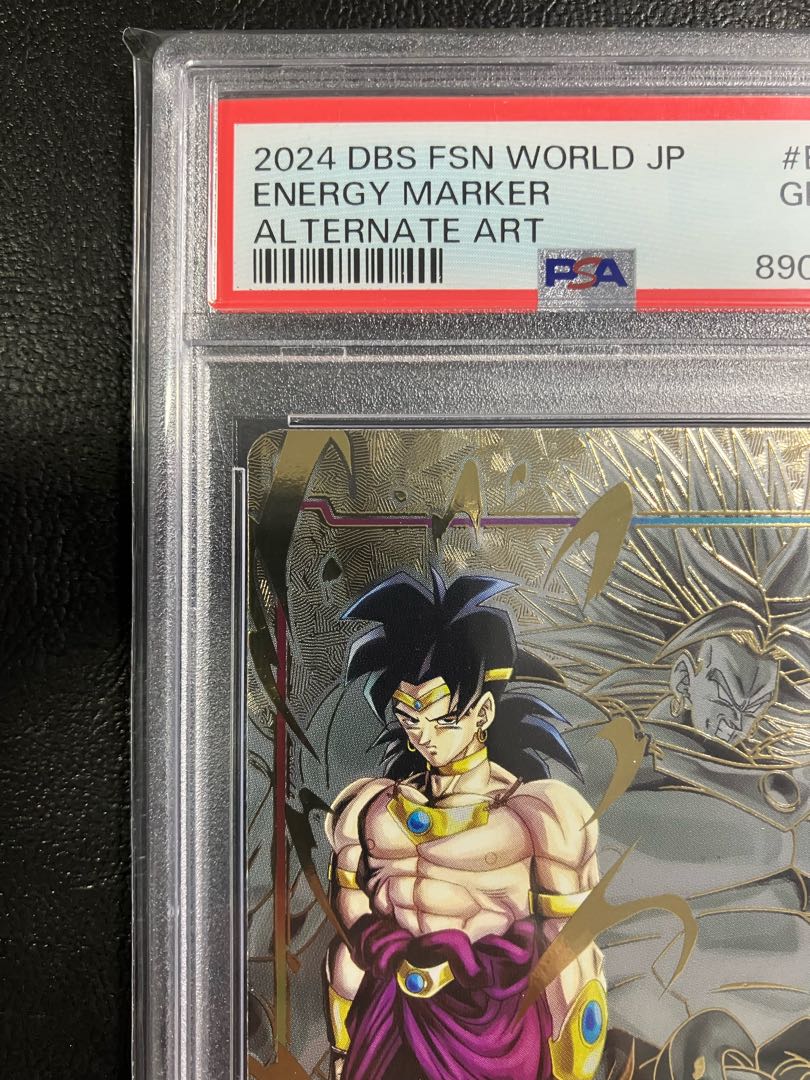 2024 DBS FSN WORLD JP
ENERGY MARKER
ALTERNATE ART
PSA